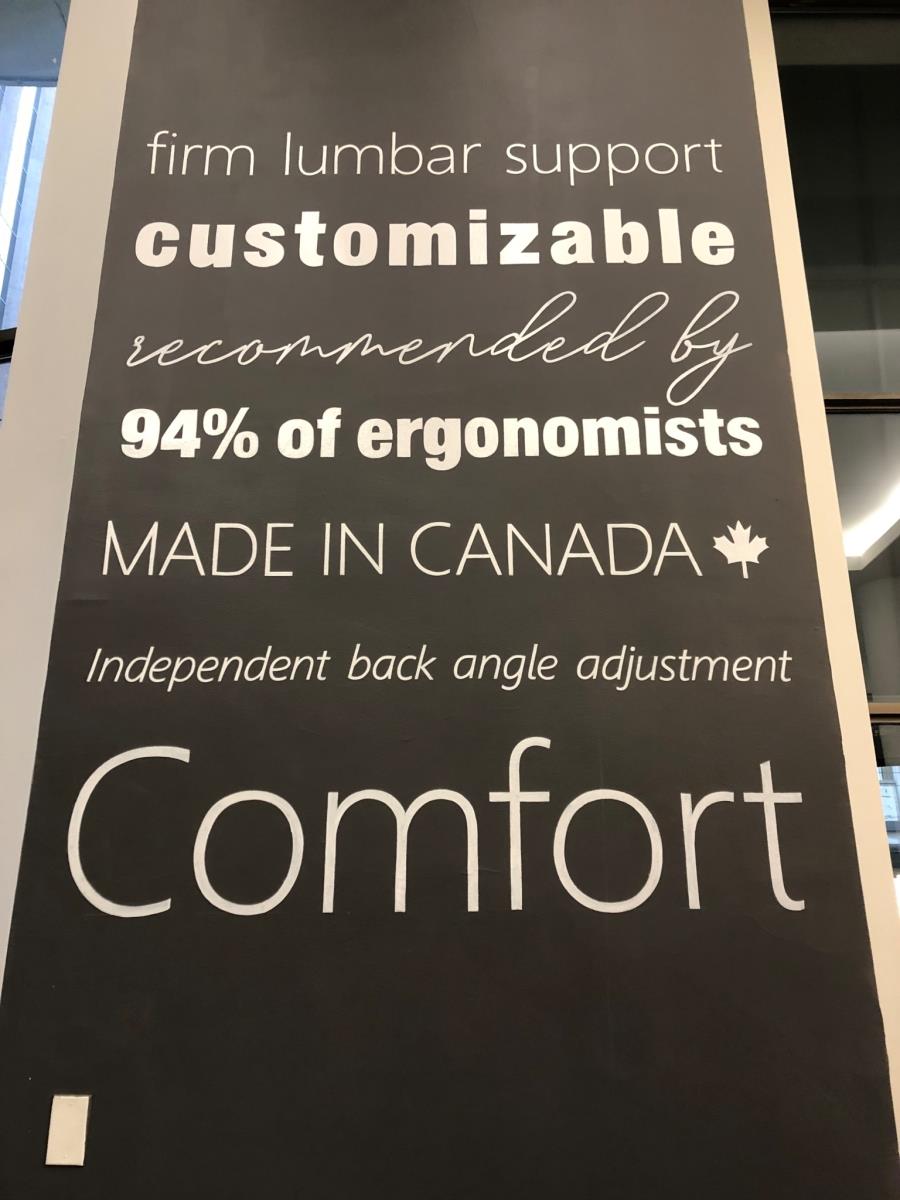 firm lumbar support
customizable
recommended by
94% of ergonomists
MADE IN CANADA
Independent back angle adjustment
Comfort